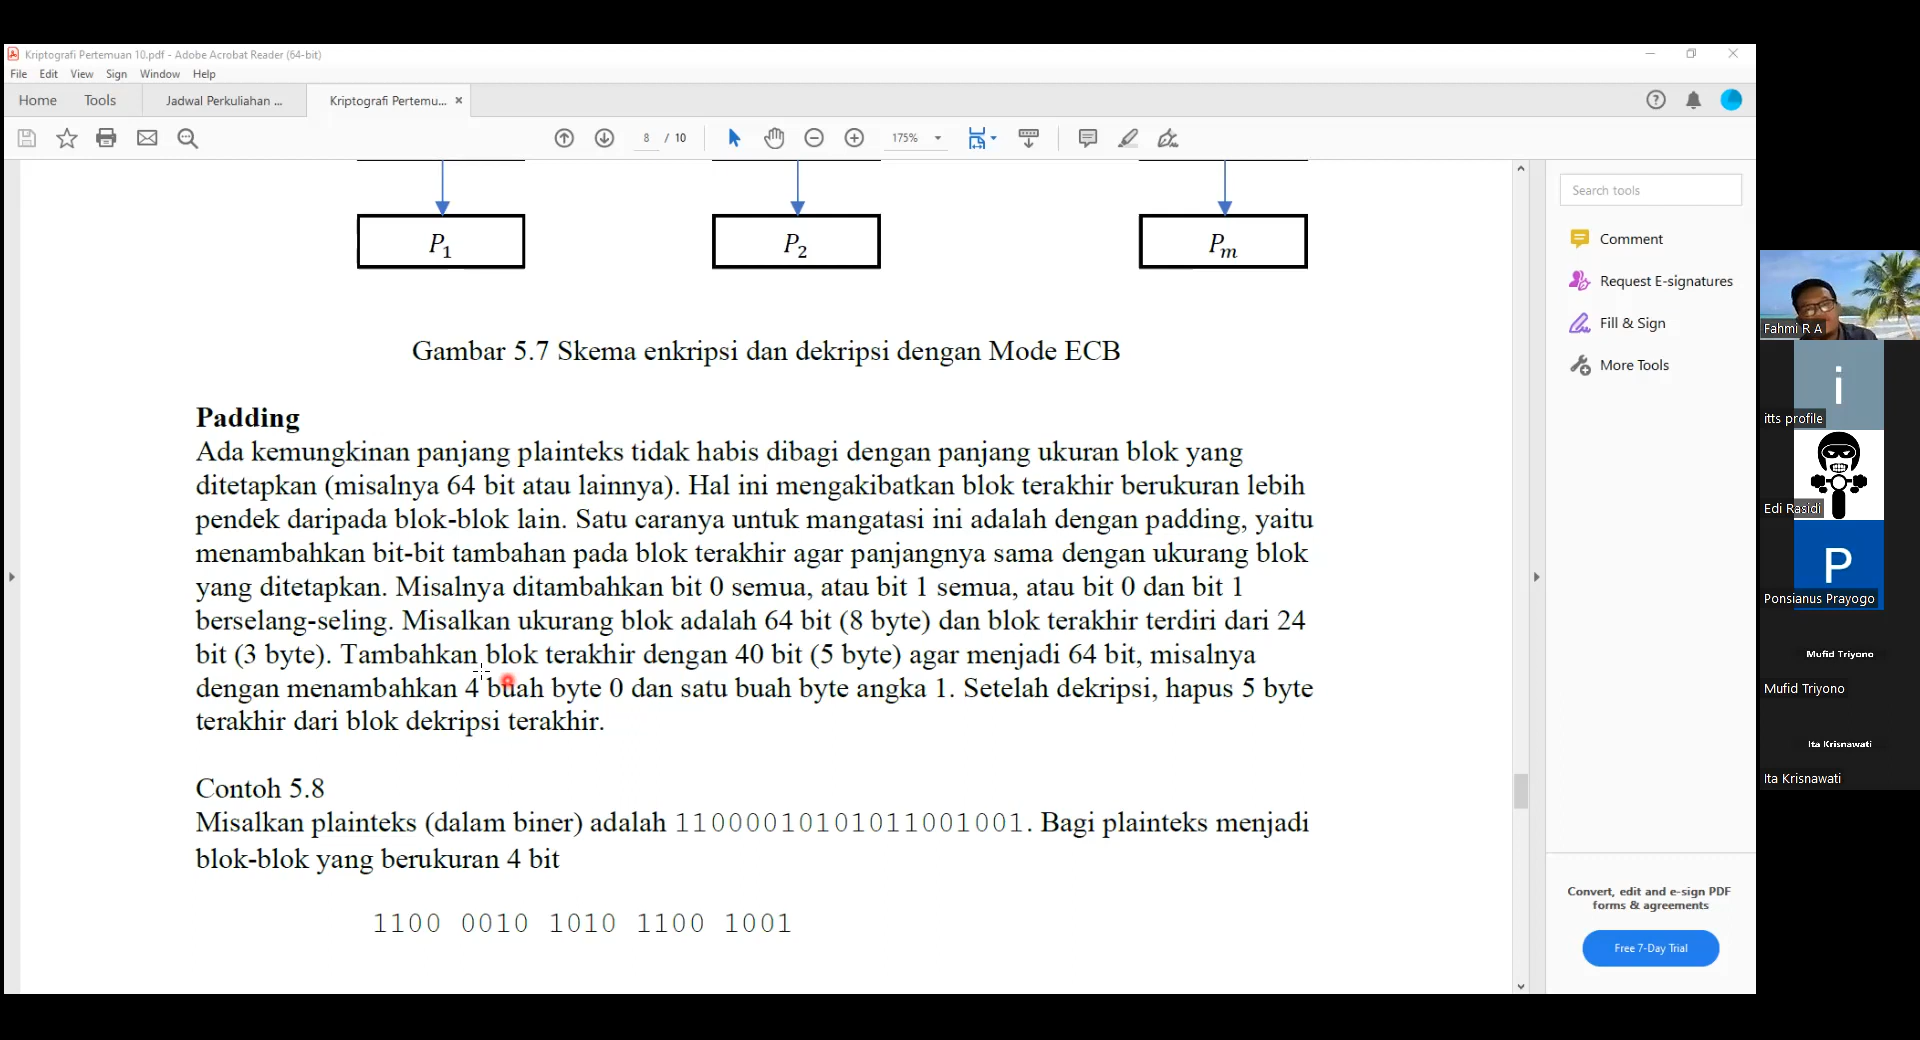 Kriptografi Pertemuan 10.pdf - Adobe Acrobat Reader (64-bit)
File Edit View Sign Window Help
Home Tools Jadwal Perkuliahan ... Kriptografi Pertemu... ×
8 / 10 175%
P1 P2 Pm
Gambar 5.7 Skema enkripsi dan dekripsi dengan Mode ECB
Padding
Ada kemungkinan panjang plainteks tidak habis dibagi dengan panjang ukuran blok yang
ditetapkan (misalnya 64 bit atau lainnya). Hal ini mengakibatkan blok terakhir berukuran lebih
pendek daripada blok-blok lain. Satu caranya untuk mangatasi ini adalah dengan padding, yaitu
menambahkan bit-bit tambahan pada blok terakhir agar panjangnya sama dengan ukurang blok
yang ditetapkan. Misalnya ditambahkan bit 0 semua, atau bit 1 semua, atau bit 0 dan bit 1
berselang-seling. Misalkan ukurang blok adalah 64 bit (8 byte) dan blok terakhir terdiri dari 24
bit (3 byte). Tambahkan blok terakhir dengan 40 bit (5 byte) agar menjadi 64 bit, misalnya
dengan menambahkan 4 buah byte 0 dan satu buah byte angka 1. Setelah dekripsi, hapus 5 byte
terakhir dari blok dekripsi terakhir.
Contoh 5.8
Misalkan plainteks (dalam biner) adalah 11000010101011001001. Bagi plainteks menjadi
blok-blok yang berukuran 4 bit
1100 0010 1010 1100 1001
Search tools
Comment
Request E-signatures
Fill & Sign
More Tools
Convert, edit and e-sign PDF
forms & agreements
Free 7-Day Trial
Fahmi R A
i
itts profile
Edi Rasidi
P
Ponsianus Prayogo
Mufid Triyono
Mufid Triyono
Ita Krisnawati
Ita Krisnawati